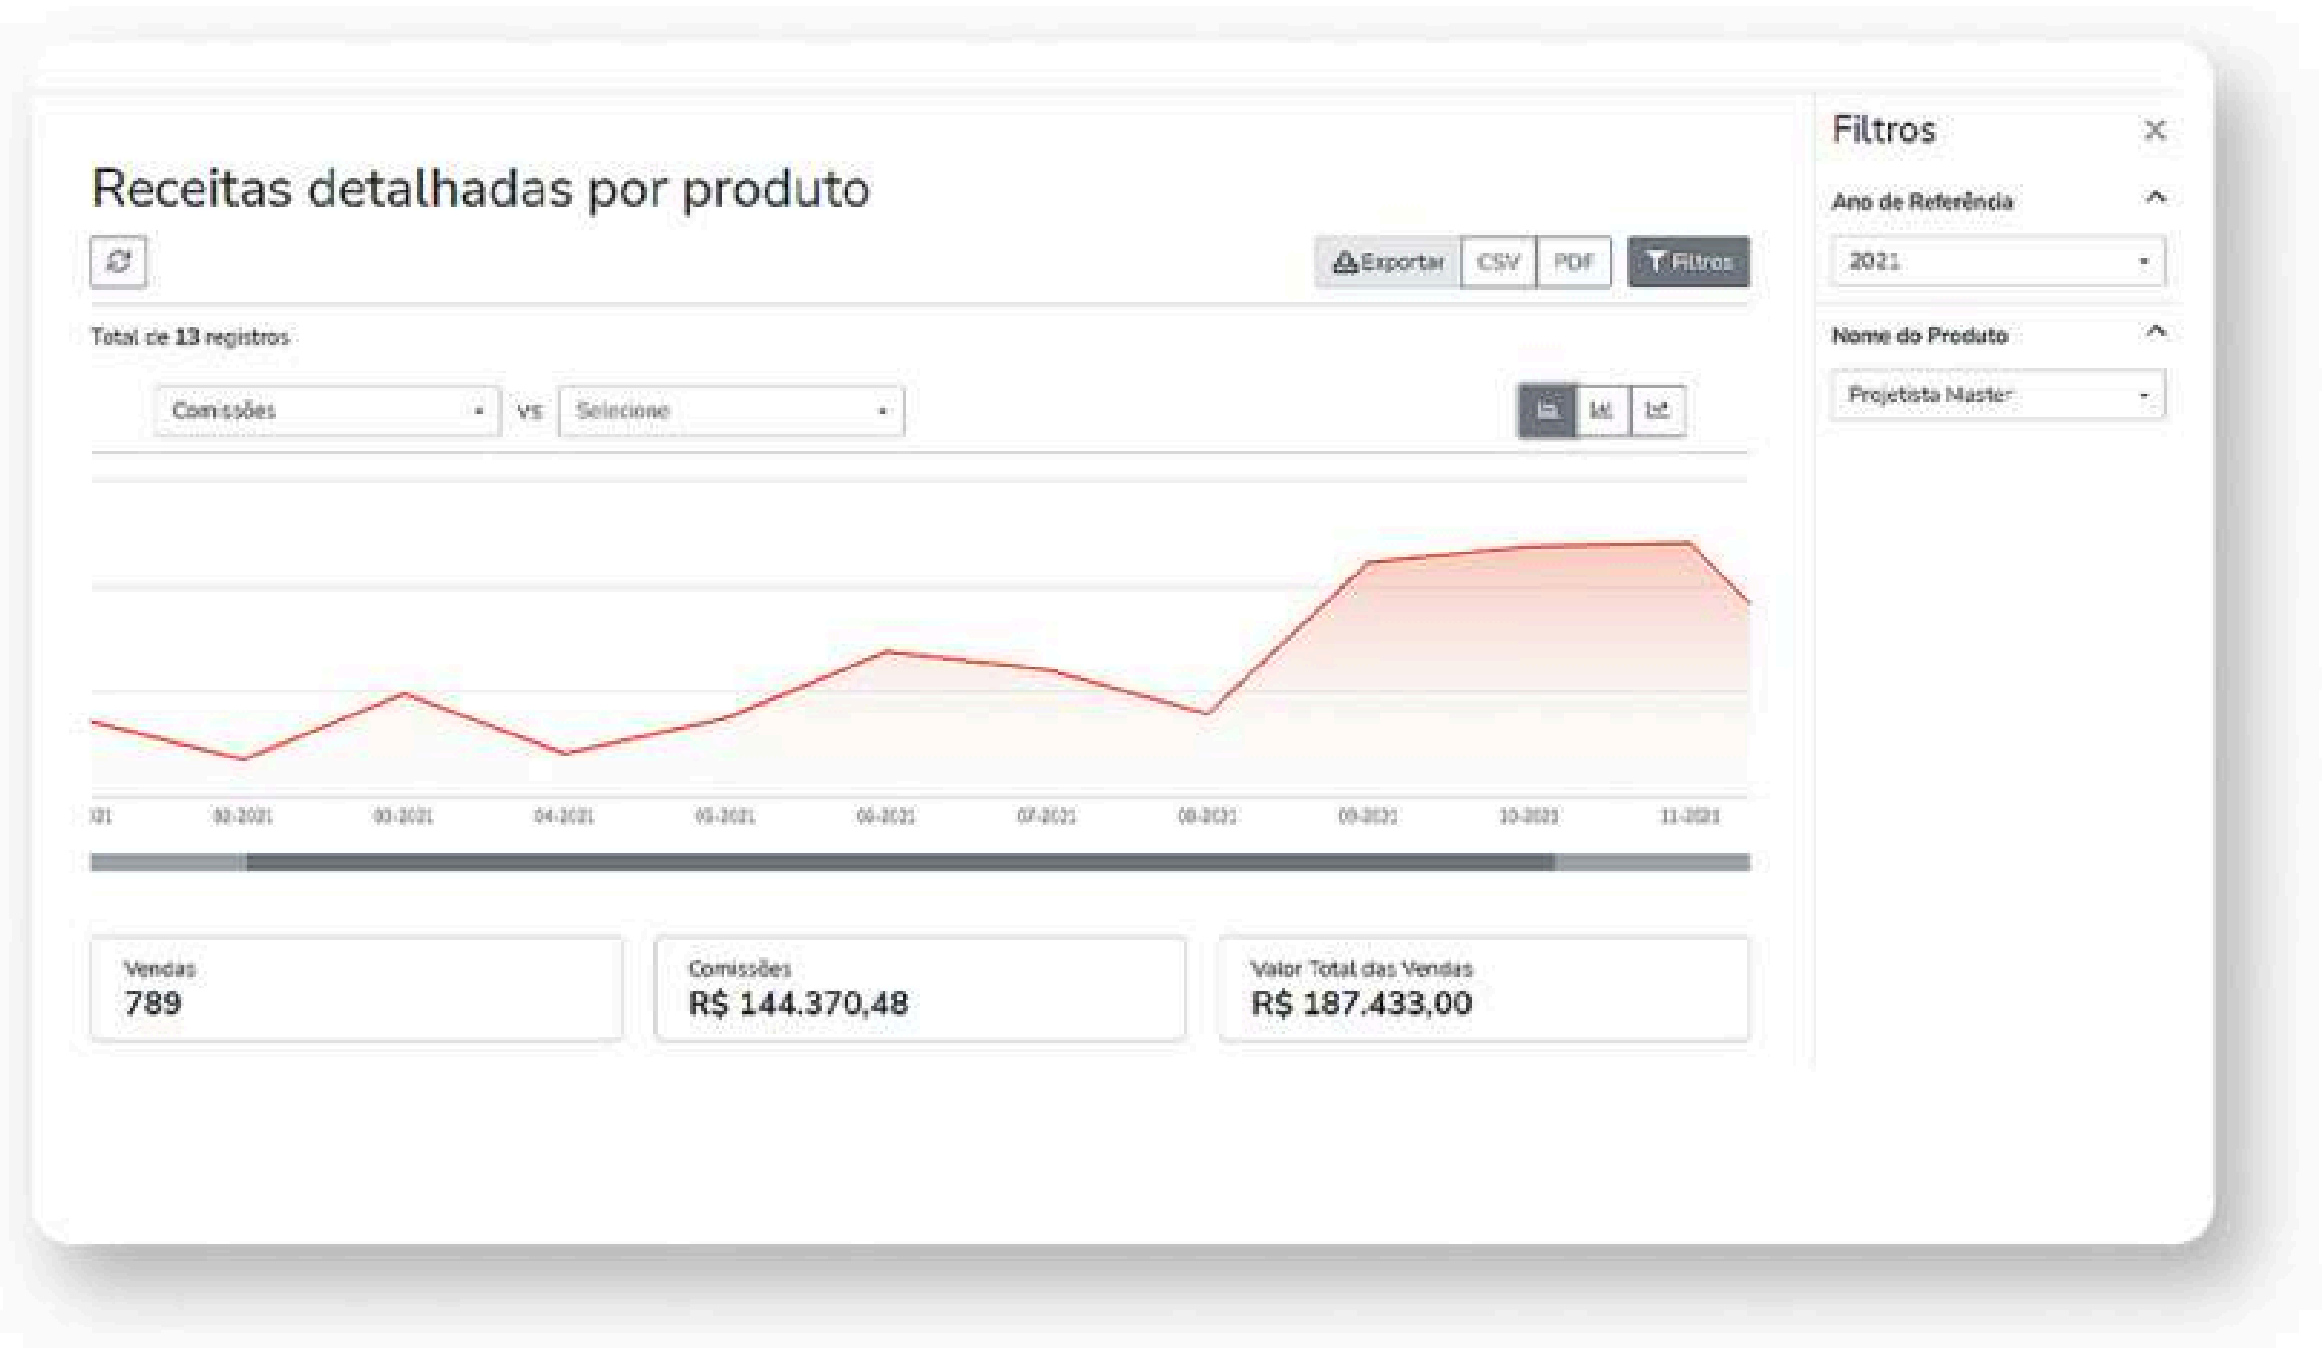 Filtros
Receitas detalhadas por produto
Ano de Referência
Exportar CSV PDF Filtros
2021
Total de 13 registros
Nome do Produto
Comissões vs Selecione
Projetista Master
021 02-2021 03-2021 04-2021 05-2021 06-2021 07-2021 08-2021 09-2021 10-2021 11-2021
Vendas
789
Comissões
R$ 144.370,48
Valor Total das Vendas
R$ 187.433,00